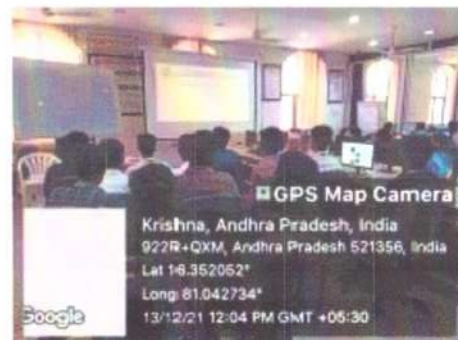 GPS Map Camera
Krishna, Andhra Pradesh, India
922R+QXM, Andhra Pradesh 521356, India
Lat 16.352052°
Long 81.042734°
13/12/21 12:04 PM GMT +05:30
Google